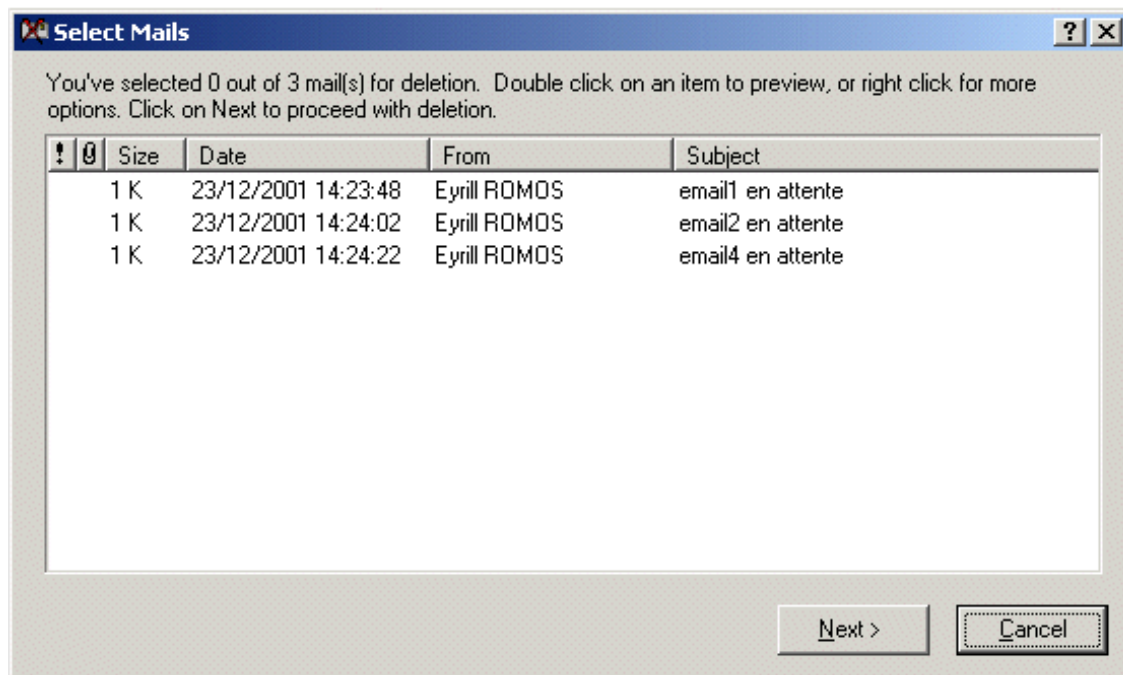 Select Mails
You've selected 0 out of 3 mail(s) for deletion. Double click on an item to preview, or right click for more
options. Click on Next to proceed with deletion.
! Size Date From Subject
1 K 23/12/2001 14:23:48 Eyrill ROMOS email1 en attente
1 K 23/12/2001 14:24:02 Eyrill ROMOS email2 en attente
1 K 23/12/2001 14:24:22 Eyrill ROMOS email4 en attente
Next > Cancel